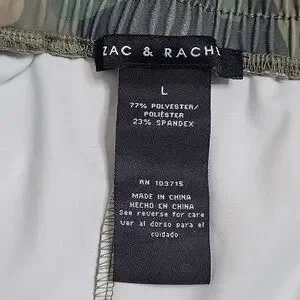 ZAC & RACHE
L
77% POLYESTER/
POLIÉSTER
23% SPANDEX
RN 103715
MADE IN CHINA
HECHO EN CHINA
See reverse for care
Ver al dorso para el
cuidado